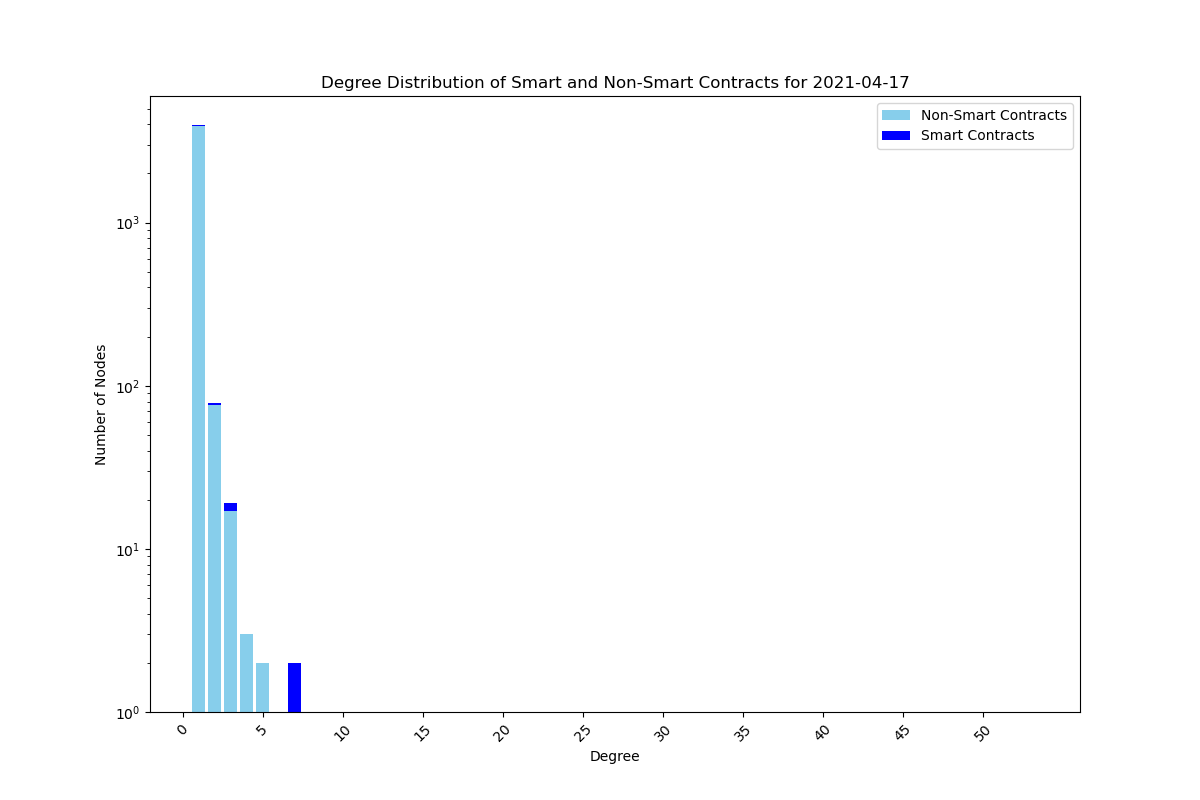 Degree Distribution of Smart and Non-Smart Contracts for 2021-04-17
Non-Smart Contracts
Smart Contracts
Number of Nodes
10³
10²
10¹
10⁰
0 5 10 15 20 25 30 35 40 45 50
Degree